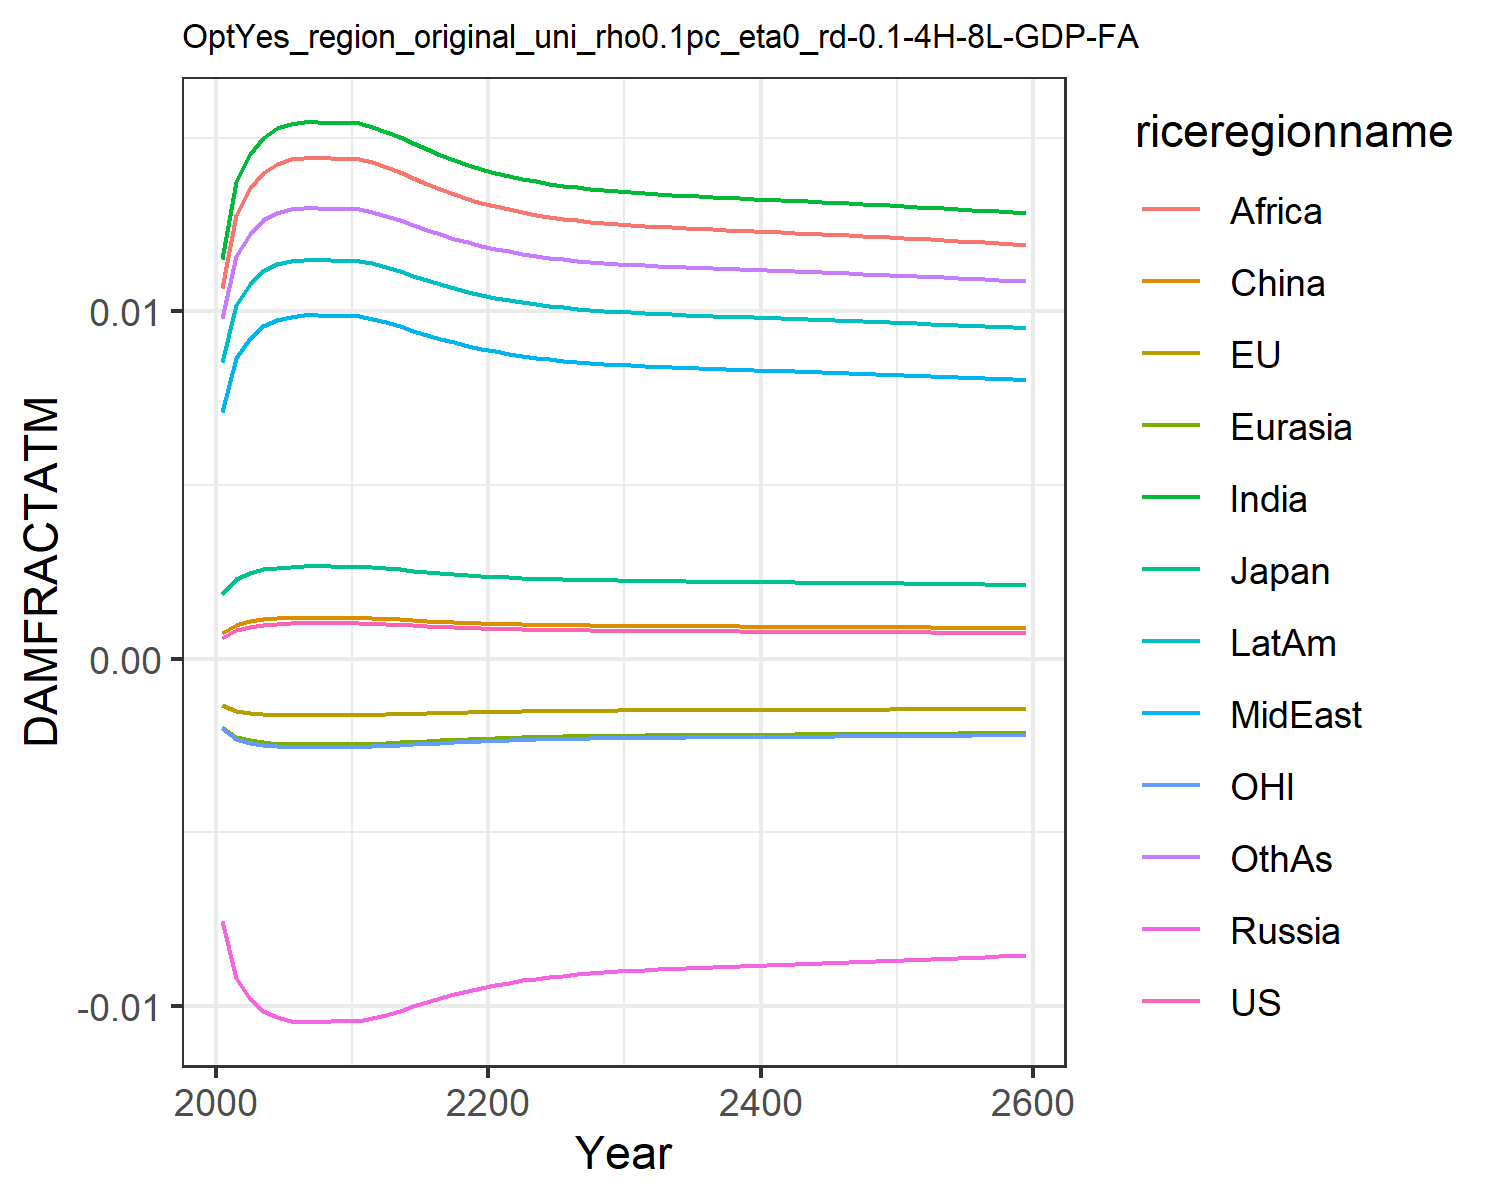 OptYes_region_original_uni_rho0.1pc_eta0_rd-0.1-4H-8L-GDP-FA
DAMFRACTATM
0.01
0.00
-0.01
2000 2200 2400 2600
Year
riceregionname
Africa
China
EU
Eurasia
India
Japan
LatAm
MidEast
OHI
OthAs
Russia
US